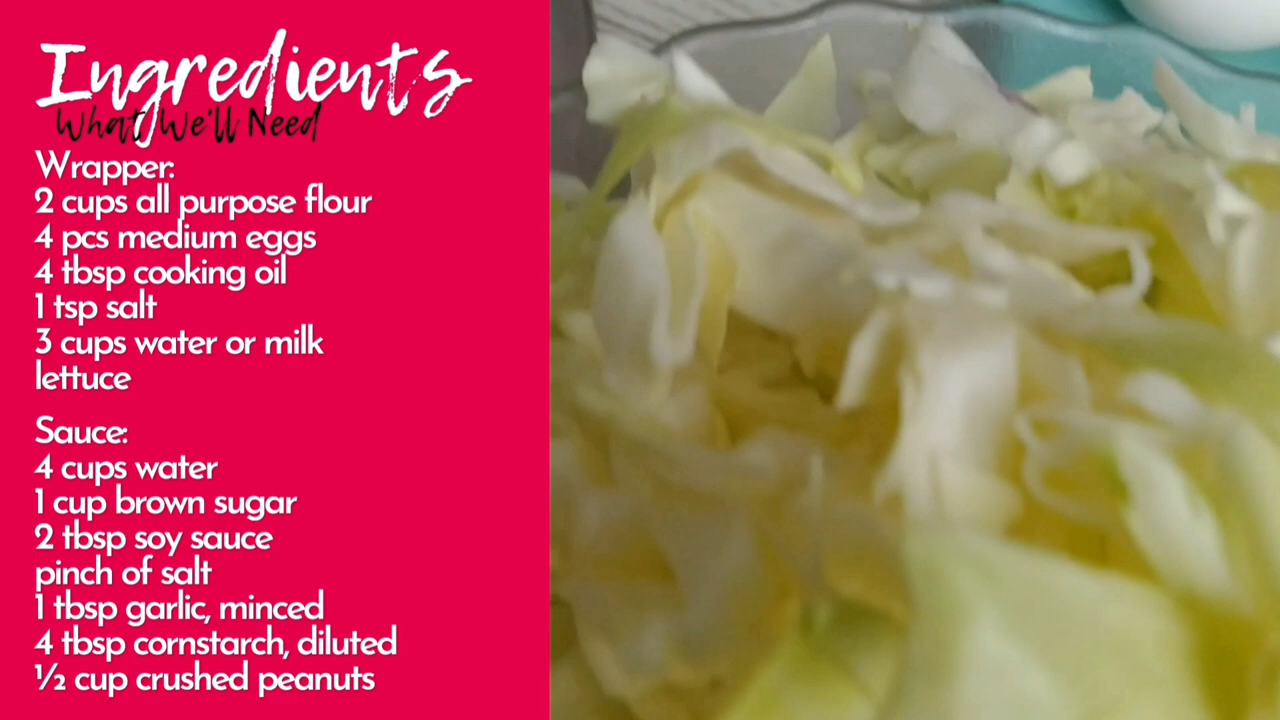 Ingredients
What We'll Need
Wrapper:
2 cups all purpose flour
4 pcs medium eggs
4 tbsp cooking oil
1 tsp salt
3 cups water or milk
lettuce
Sauce:
4 cups water
1 cup brown sugar
2 tbsp soy sauce
pinch of salt
1 tbsp garlic, minced
4 tbsp cornstarch, diluted
½ cup crushed peanuts